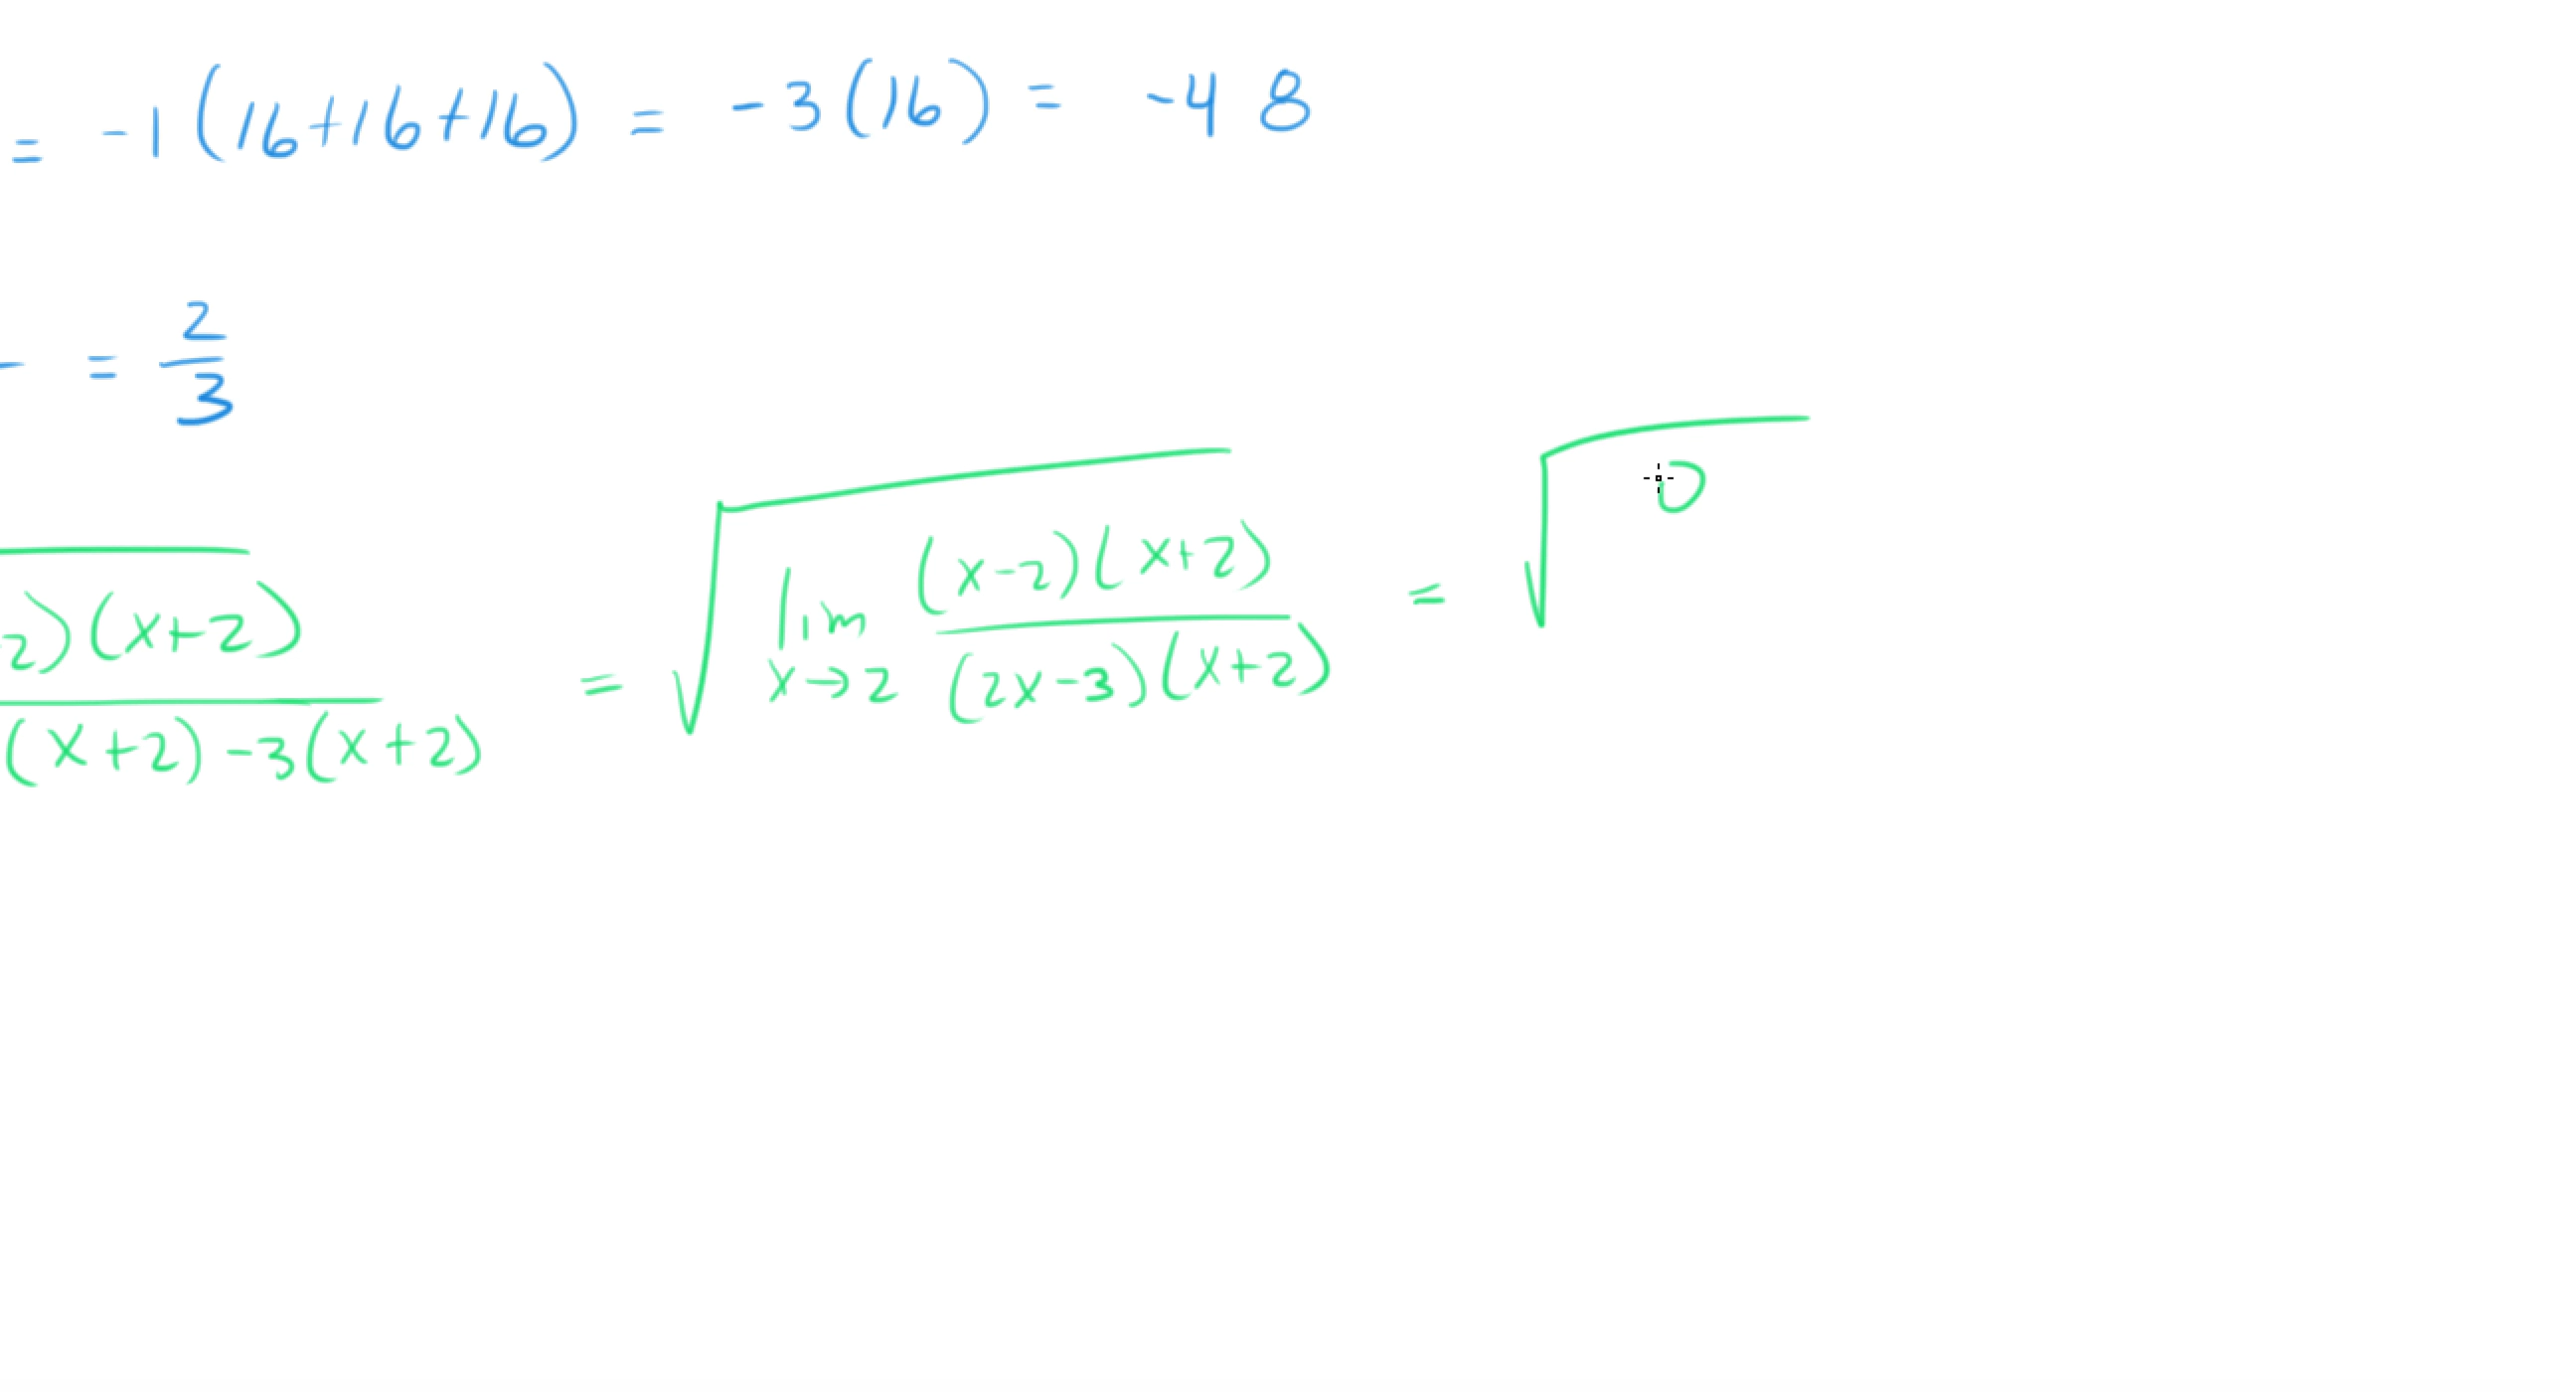 = -1(16+16+16) = -3(16) = -48
= 2/3
2)(x+2) / (x+2)-3(x+2) = √(lim x→2 (x-2)(x+2) / (2x-3)(x+2)) = √0